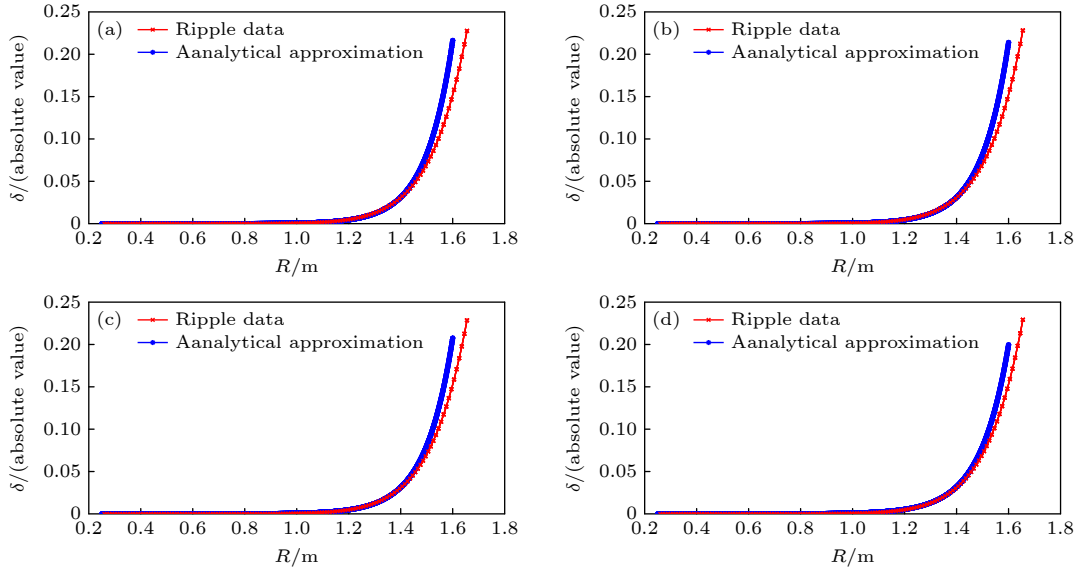 (a)
Ripple data
Aanalytical approximation
δ/(absolute value)
0.25
0.20
0.15
0.10
0.05
0
0.2 0.4 0.6 0.8 1.0 1.2 1.4 1.6 1.8
R/m
(b)
Ripple data
Aanalytical approximation
δ/(absolute value)
0.25
0.20
0.15
0.10
0.05
0
0.2 0.4 0.6 0.8 1.0 1.2 1.4 1.6 1.8
R/m
(c)
Ripple data
Aanalytical approximation
δ/(absolute value)
0.25
0.20
0.15
0.10
0.05
0
0.2 0.4 0.6 0.8 1.0 1.2 1.4 1.6 1.8
R/m
(d)
Ripple data
Aanalytical approximation
δ/(absolute value)
0.25
0.20
0.15
0.10
0.05
0
0.2 0.4 0.6 0.8 1.0 1.2 1.4 1.6 1.8
R/m